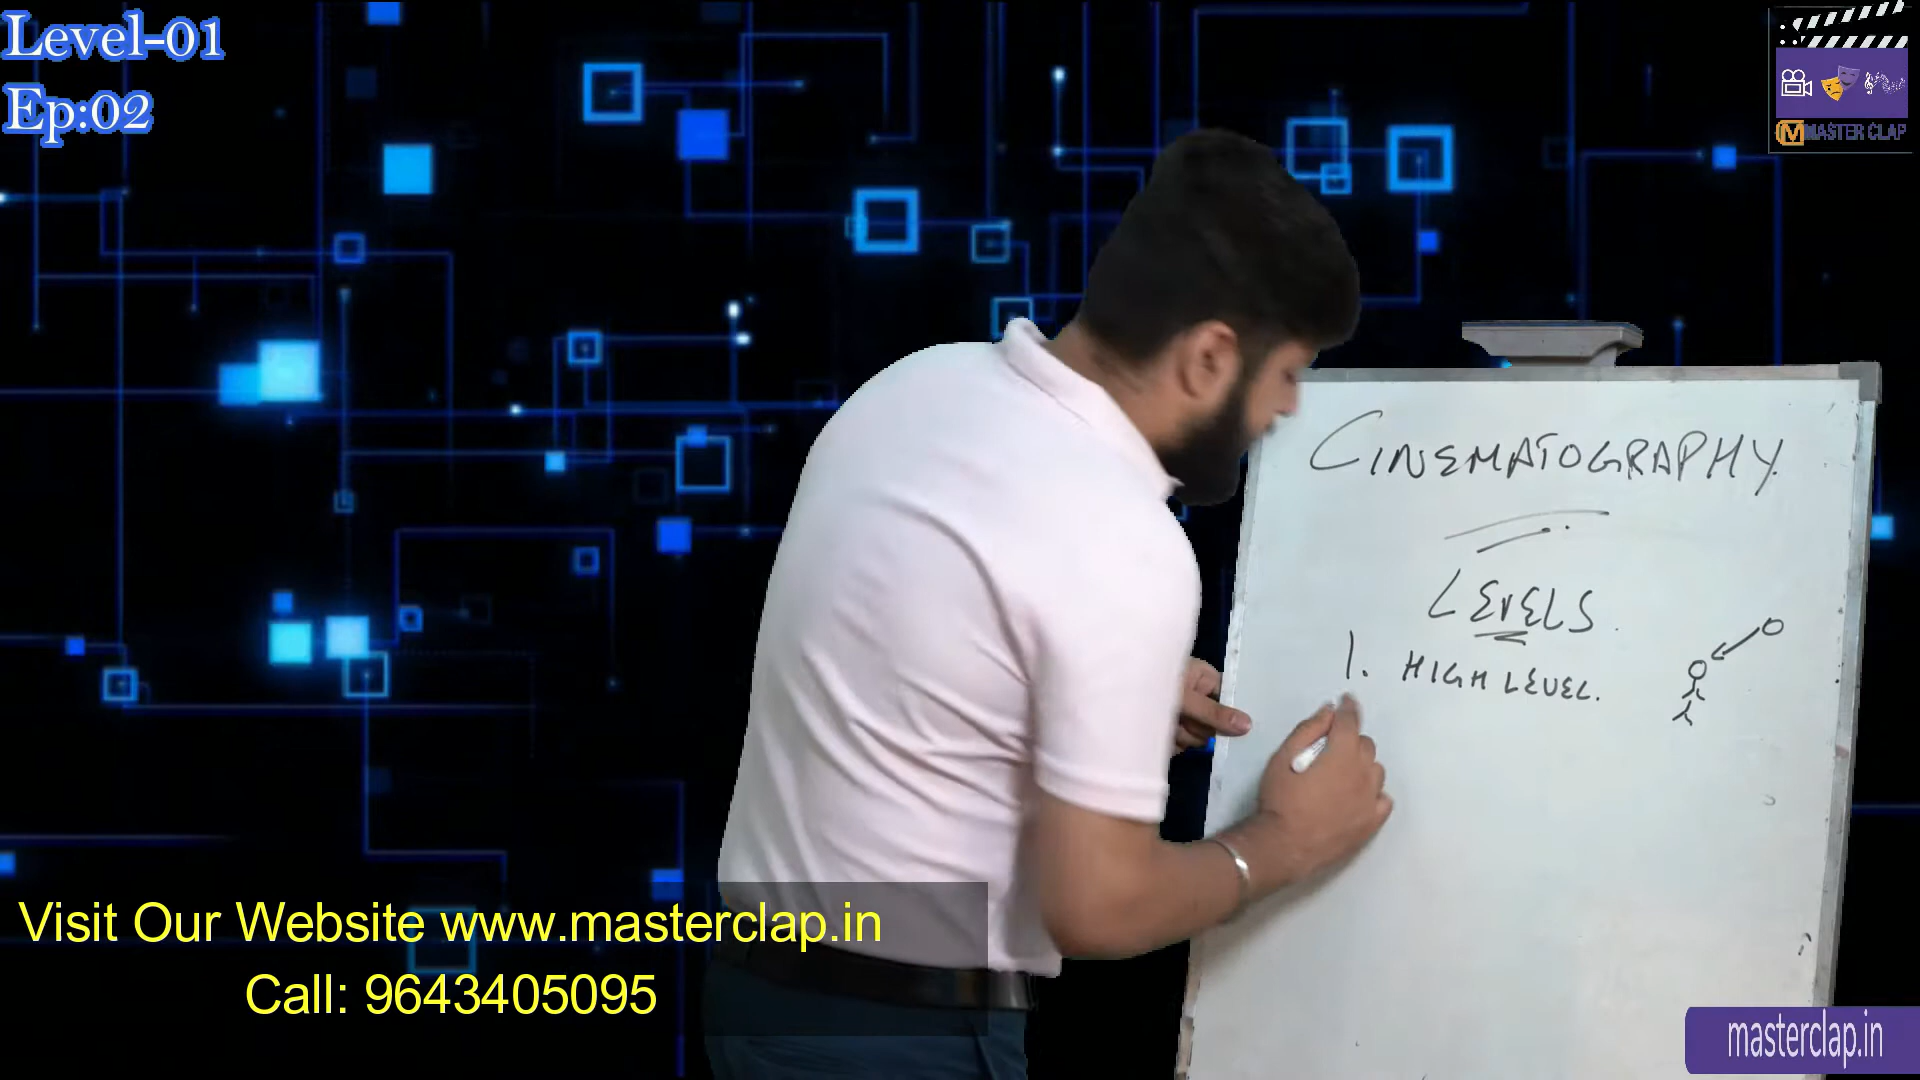 Level-01
Ep:02
MASTER CLAP
CINEMATOGRAPHY
LEVELS
1. HIGH LEVEL.
Visit Our Website www.masterclap.in
Call: 9643405095
masterclap.in